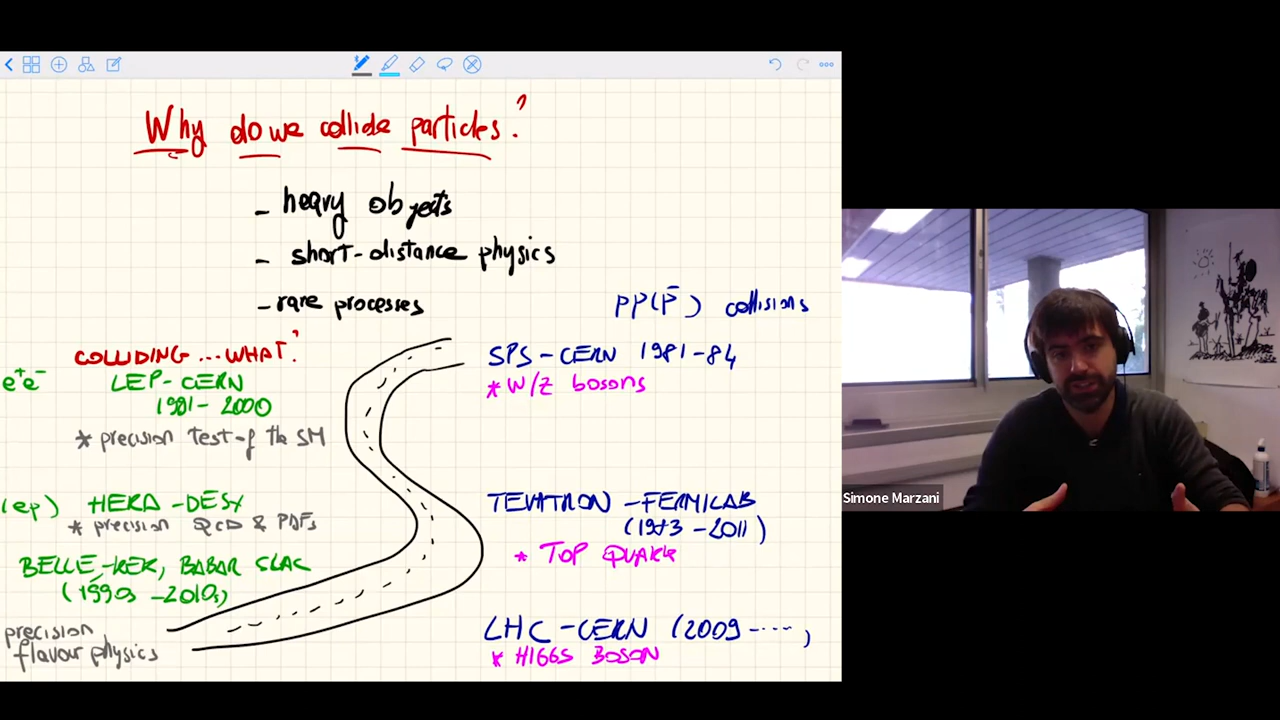 Why do we collide particles?
- heavy objects
- short-distance physics
- rare processes
pp(p̄) collisions
COLLIDING ... WHAT?
e⁺e⁻ LEP-CERN
1981-2000
* precision test of the SM
SPS-CERN 1981-84
* W/Z bosons
(ep) HERA-DESY
* precision QCD & PDFs
TEVATRON-FERMILAB
(1983-2011)
* TOP QUARK
BELLE-KEK, BABAR SLAC
(1990s-2010s)
precision
flavour physics
LHC-CERN (2009 ----,
* HIGGS BOSON
Simone Marzani